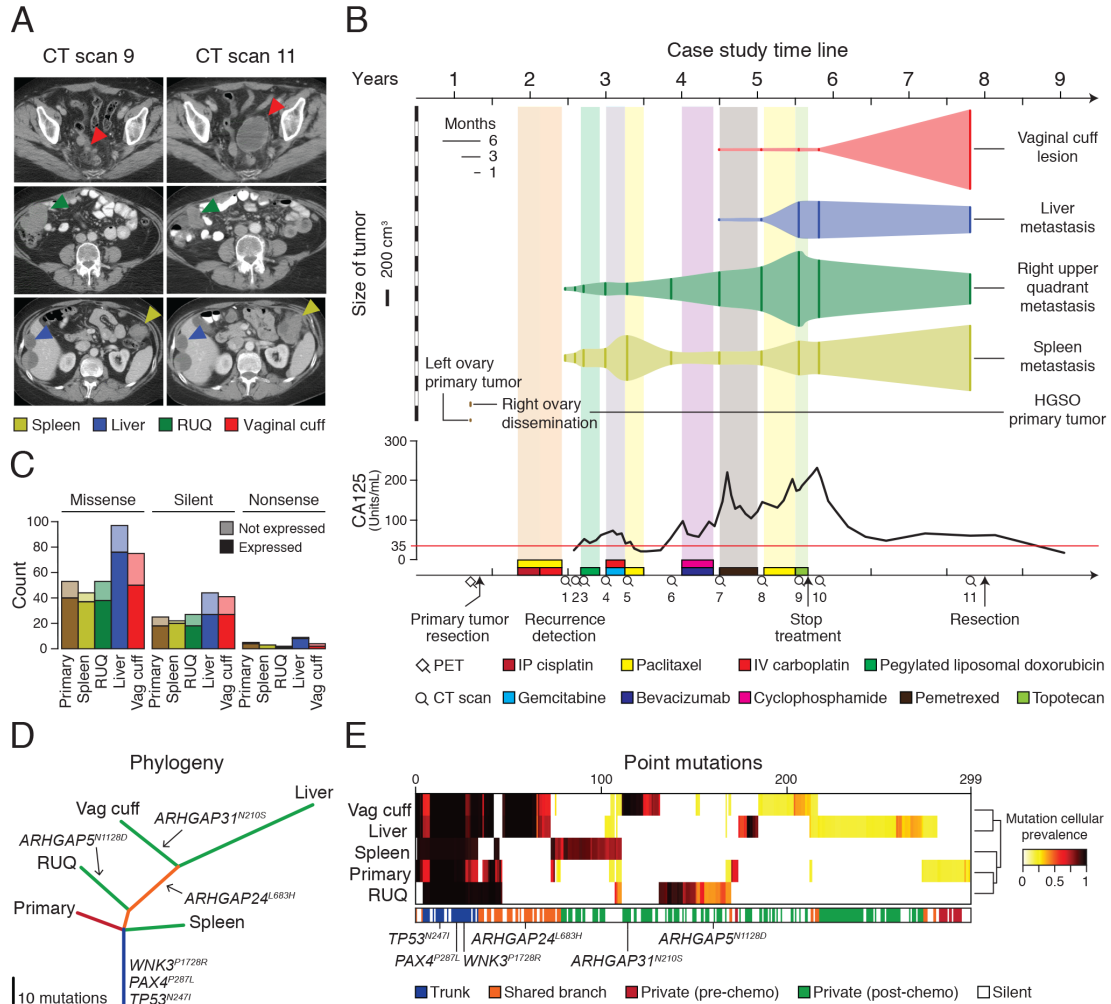 A
CT scan 9
CT scan 11
Spleen
Liver
RUQ
Vaginal cuff
B
Case study time line
Years
1
2
3
4
5
6
7
8
9
Months
6
3
1
Size of tumor
200 cm³
Vaginal cuff
lesion
Liver
metastasis
Right upper
quadrant
metastasis
Spleen
metastasis
Left ovary
primary tumor
Right ovary
dissemination
HGSO
primary tumor
CA125
(Units/mL)
300
200
100
35
0
1
2
3
4
5
6
7
8
9
10
11
Primary tumor
resection
Recurrence
detection
Stop
treatment
Resection
PET
IP cisplatin
Paclitaxel
IV carboplatin
Pegylated liposomal doxorubicin
CT scan
Gemcitabine
Bevacizumab
Cyclophosphamide
Pemetrexed
Topotecan
C
Missense
Silent
Nonsense
Not expressed
Expressed
Count
100
80
60
40
20
0
Primary
Spleen
RUQ
Liver
Vag cuff
Primary
Spleen
RUQ
Liver
Vag cuff
Primary
Spleen
RUQ
Liver
Vag cuff
D
Phylogeny
Liver
Vag cuff
ARHGAP31N210S
ARHGAP5N1128D
RUQ
ARHGAP24L683H
Primary
Spleen
WNK3P1728R
PAX4P287L
TP53N247I
10 mutations
E
Point mutations
0
100
200
299
Vag cuff
Liver
Spleen
Primary
RUQ
Mutation cellular
prevalence
0
0.5
1
TP53N247I
ARHGAP24L683H
ARHGAP5N1128D
PAX4P287L
WNK3P1728R
ARHGAP31N210S
Trunk
Shared branch
Private (pre-chemo)
Private (post-chemo)
Silent